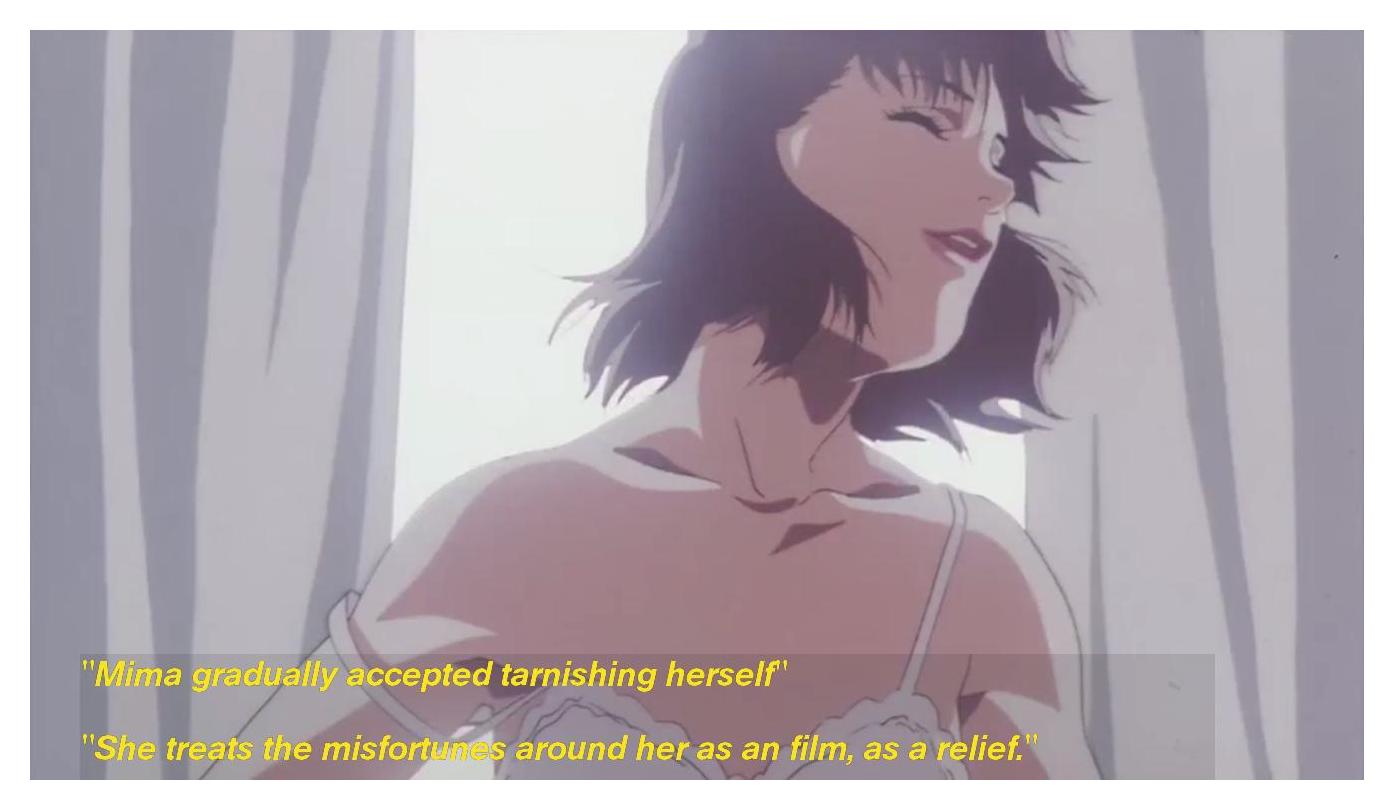 "Mima gradually accepted tarnishing herself"
"She treats the misfortunes around her as an film, as a relief."